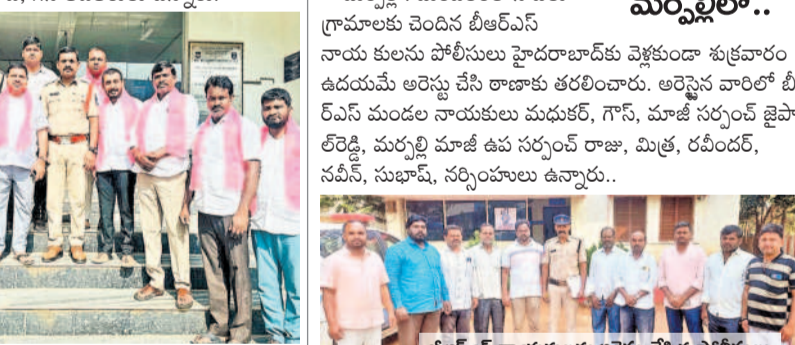 మర్పల్లిలో..
గ్రామాలకు చెందిన బీఆర్ఎస్
నాయ కులను పోలీసులు హైదరాబాద్‌కు వెళ్లకుండా శుక్రవారం
ఉదయమే అరెస్టు చేసి ఠాణాకు తరలించారు. అరెస్టైన వారిలో బీ
ర్ఎస్ మండల నాయకులు మధుకర్, గౌస్, మాజీ సర్పంచ్ జైపా
ల్‌రెడ్డి, మర్పల్లి మాజీ ఉప సర్పంచ్ రాజు, మిత్ర, రవీందర్,
నవీన్, సుభాష్, నర్సింహులు ఉన్నారు..